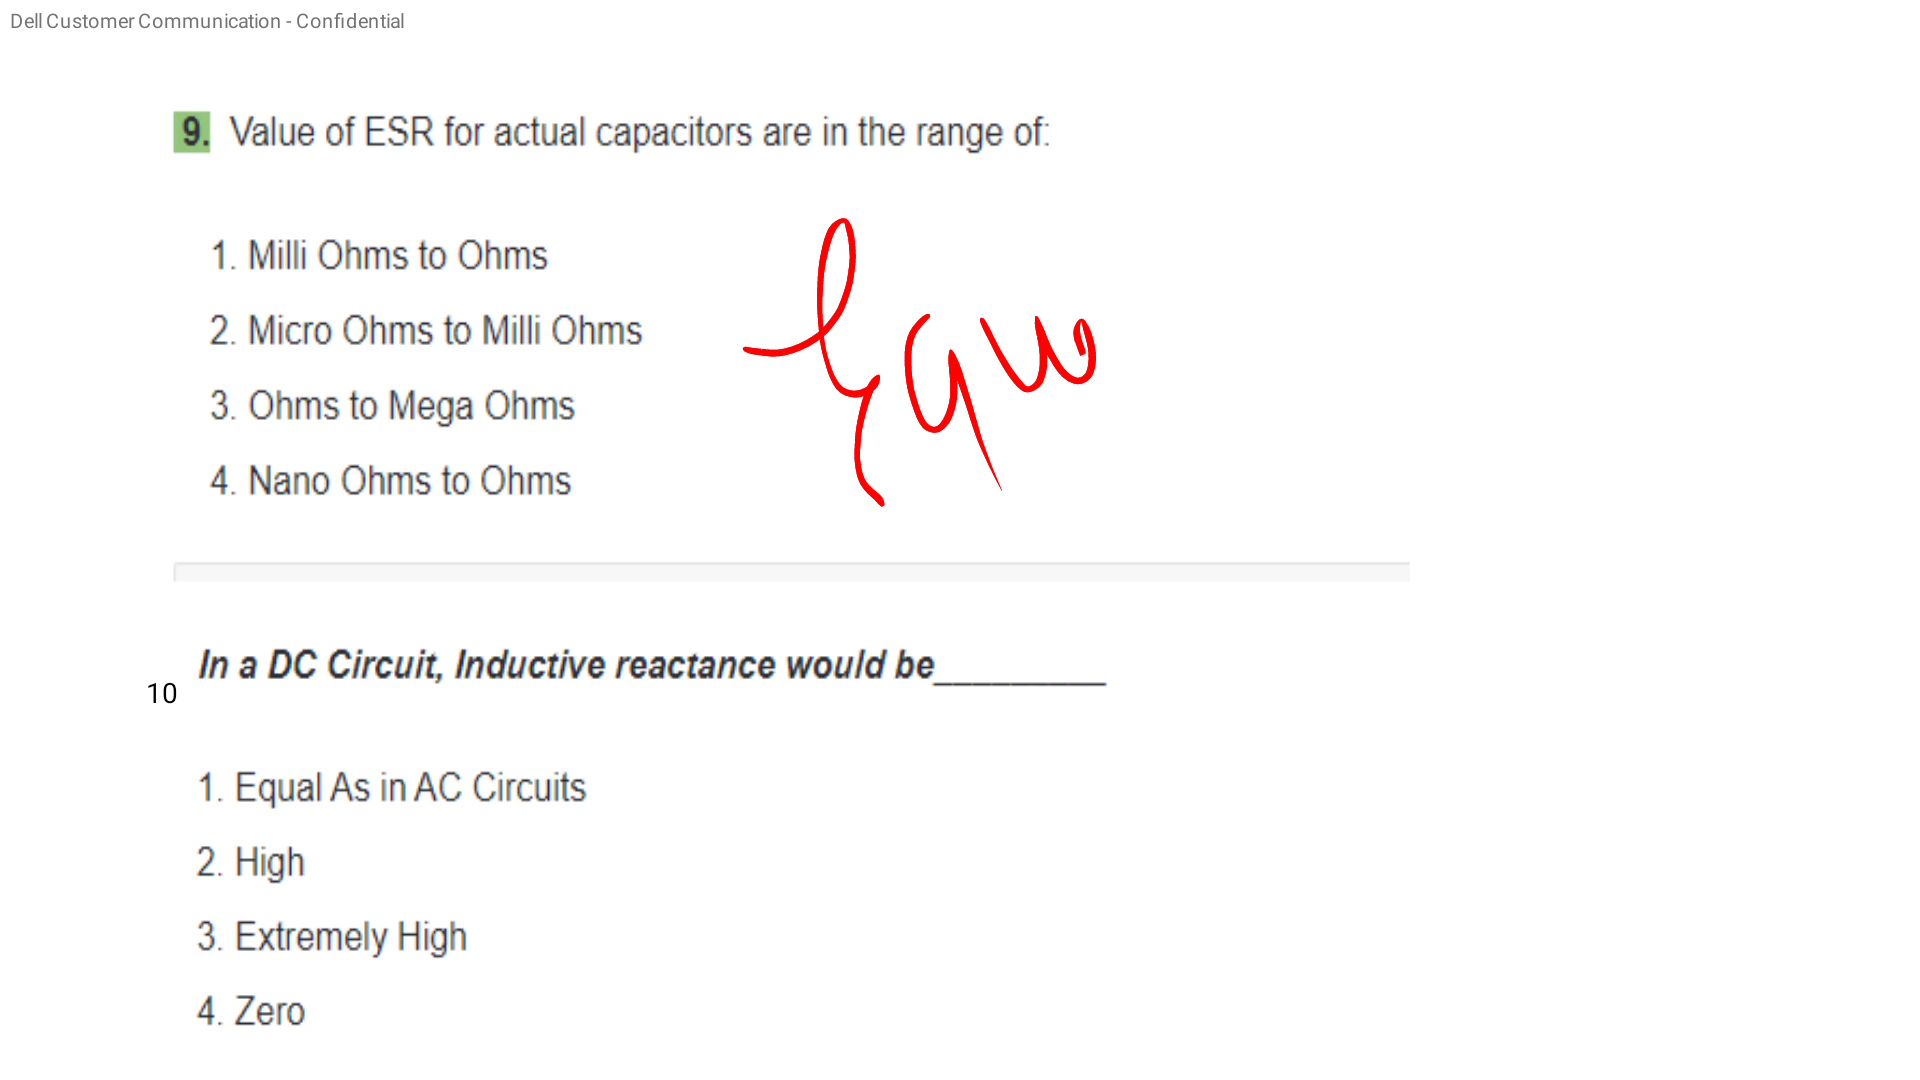 Dell Customer Communication - Confidential
9. Value of ESR for actual capacitors are in the range of:
1. Milli Ohms to Ohms
2. Micro Ohms to Milli Ohms
3. Ohms to Mega Ohms
4. Nano Ohms to Ohms
In a DC Circuit, Inductive reactance would be_________
10
1. Equal As in AC Circuits
2. High
3. Extremely High
4. Zero